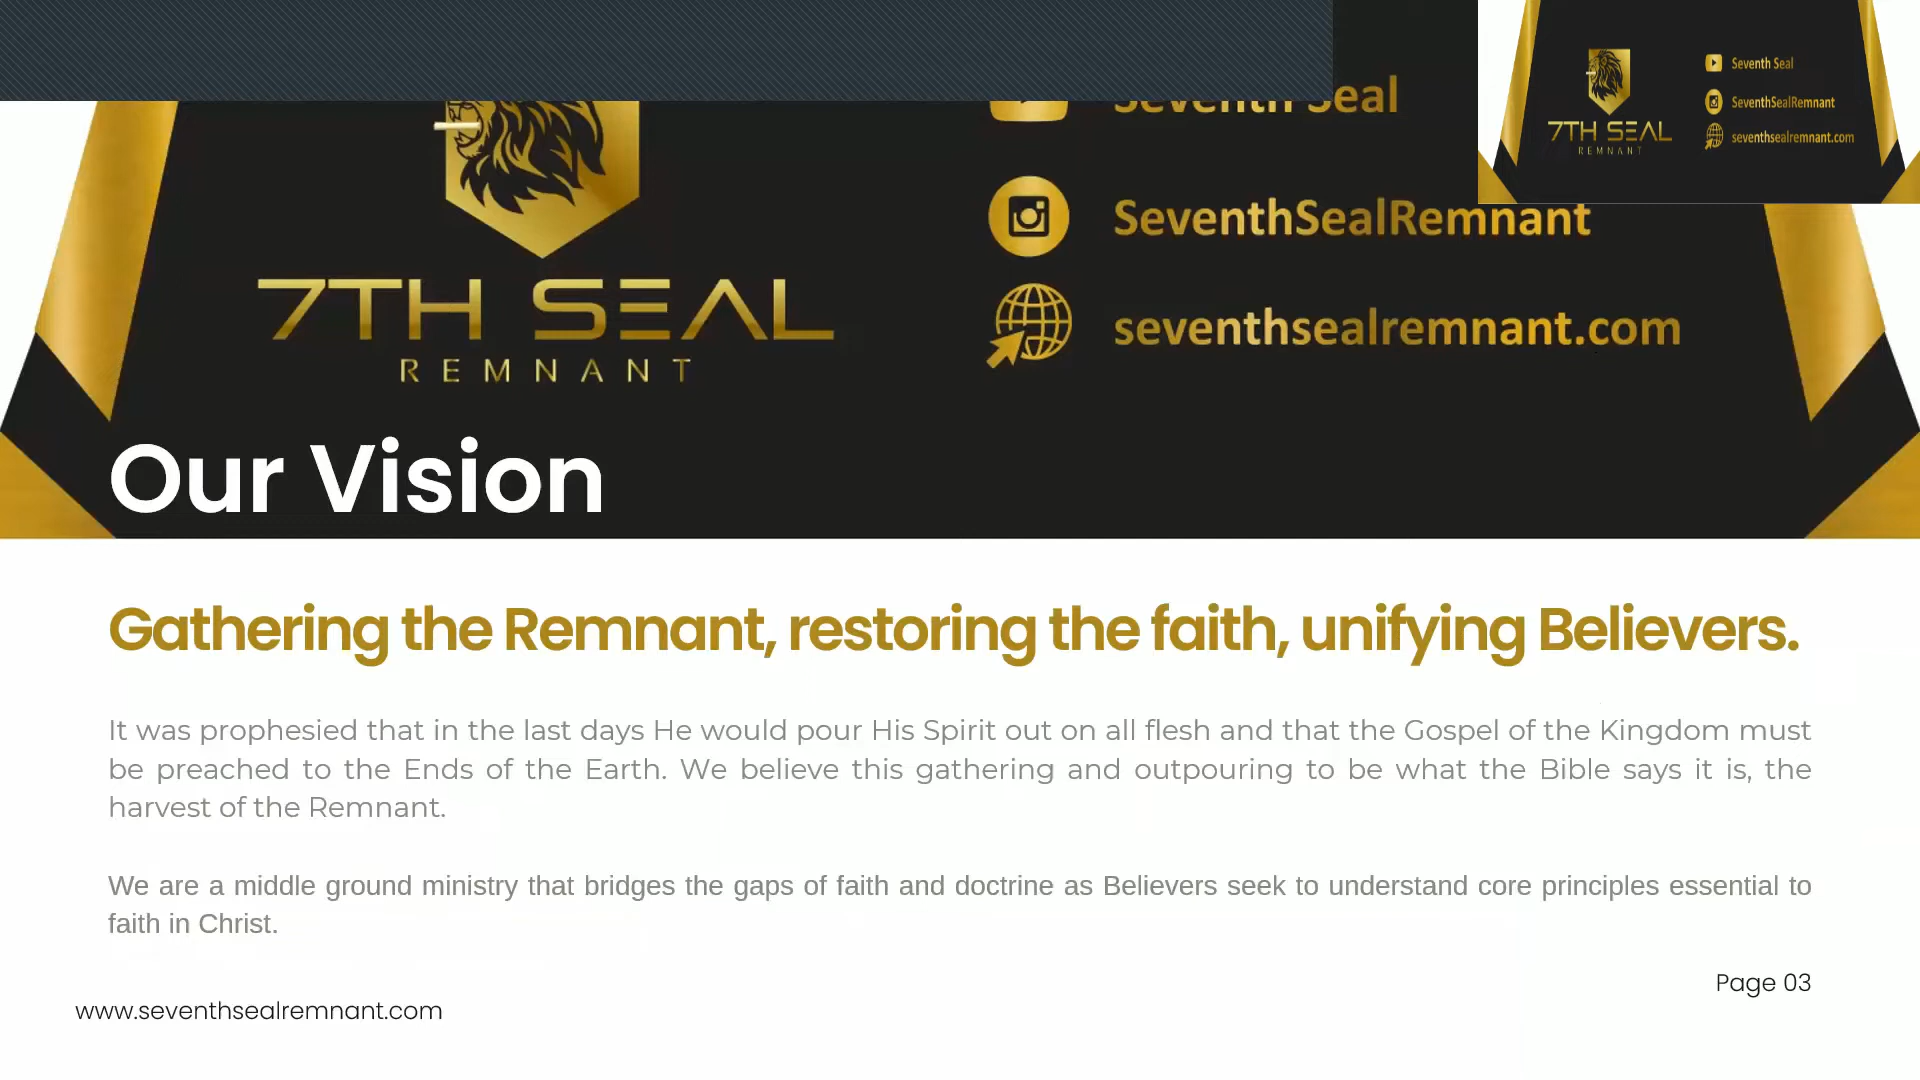 Seventh Seal
SeventhSealRemnant
seventhsealremnant.com
7TH SEAL
REMNANT
Seventh Seal
SeventhSealRemnant
seventhsealremnant.com
7TH SEAL
REMNANT
Our Vision
Gathering the Remnant, restoring the faith, unifying Believers.
It was prophesied that in the last days He would pour His Spirit out on all flesh and that the Gospel of the Kingdom must
be preached to the Ends of the Earth. We believe this gathering and outpouring to be what the Bible says it is, the
harvest of the Remnant.
We are a middle ground ministry that bridges the gaps of faith and doctrine as Believers seek to understand core principles essential to
faith in Christ.
Page 03
www.seventhsealremnant.com